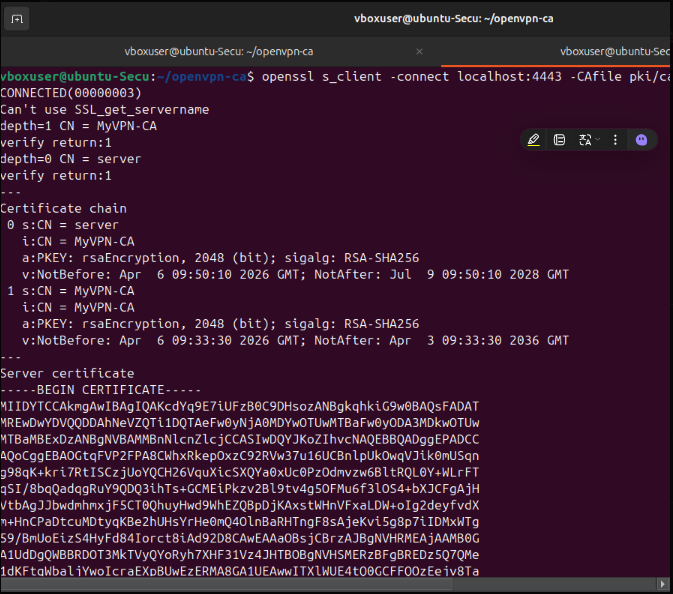 vboxuser@ubuntu-Secu: ~/openvpn-ca
vboxuser@ubuntu-Secu: ~/openvpn-ca
vboxuser@ubuntu-Sec
vboxuser@ubuntu-Secu:~/openvpn-ca$ openssl s_client -connect localhost:4443 -CAfile pki/ca
CONNECTED(00000003)
Can't use SSL_get_servername
depth=1 CN = MyVPN-CA
verify return:1
depth=0 CN = server
verify return:1
---
Certificate chain
0 s:CN = server
i:CN = MyVPN-CA
a:PKEY: rsaEncryption, 2048 (bit); sigalg: RSA-SHA256
v:NotBefore: Apr 6 09:50:10 2026 GMT; NotAfter: Jul 9 09:50:10 2028 GMT
1 s:CN = MyVPN-CA
i:CN = MyVPN-CA
a:PKEY: rsaEncryption, 2048 (bit); sigalg: RSA-SHA256
v:NotBefore: Apr 6 09:33:30 2026 GMT; NotAfter: Apr 3 09:33:30 2036 GMT
---
Server certificate
-----BEGIN CERTIFICATE-----
MIIDYTCCAkmgAwIBAgIQAKcdYq9E7iUFzB0C9DHsozANBgkqhkiG9w0BAQsFADAT
MREwDwYDVQQDDAhNeVZQTi1DQTAeFw0yNjA0MDYwOTUwMTBaFw0yODA3MDkwOTUw
MTBaMBExDzANBgNVBAMMBnNlcnZlcjCCASIwDQYJKoZIhvcNAQEBBQADggEPADCC
AQoCggEBAOGtqFVP2FPA8CWhxRkepOxzC92RVw37u16UCBnlpUkOwqVJik0mUSqn
g98qK+kri7RtISCzjUoYQCH26VquXicSXQYa0xUc0PzOdmvzw6BltRQL0Y+WLrFT
qSI/8bqQadqgRuY9QDQ3ihTs+GCMEiPkzv2Bl9tv4g5OFMu6f3lOS4+bXJCFgAjH
VtbAgJJbwdmhmxjF5CT0QhuyHwd9WhEZQBpDjKAxstWHnVFxaLDW+oIg2deyfvdX
m+HnCPaDtcuMDtyqKBe2hUHsYrHe0mQ4OlnBaRHTngF8sAjeKvi5g8p7iIDMxWTg
59/BmUoEizS4HyFd84Iorct8iAd92D8CAwEAAaOBsjCBrzAJBgNVHRMEAjAAMB0G
A1UdDgQWBBRDOT3MkTVyQYoRyh7XHF31Vz4JHTBOBgNVHSMERzBFgBREDz5Q7QMe